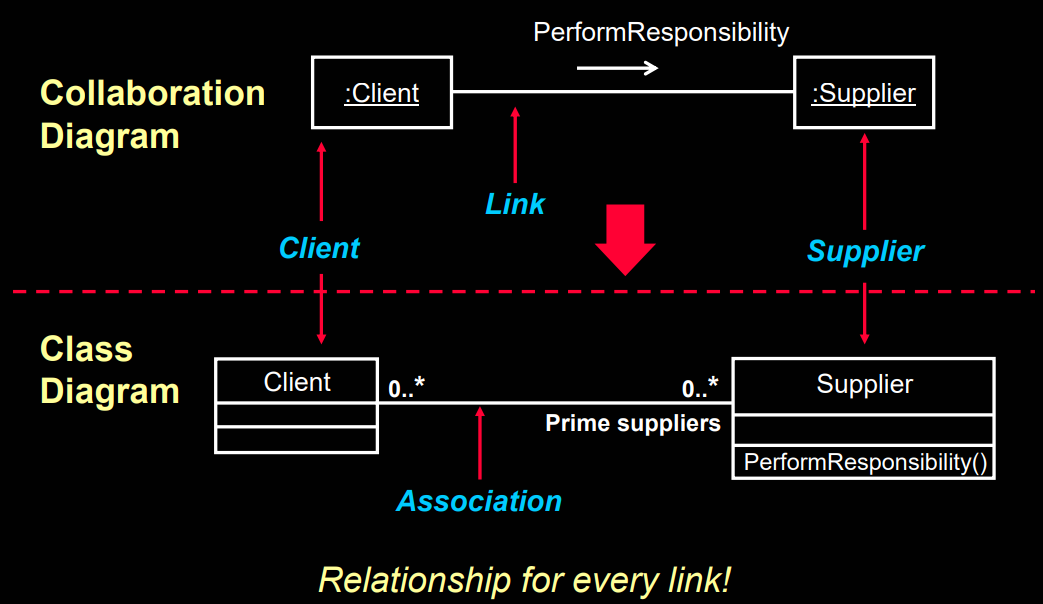 PerformResponsibility
Collaboration
Diagram
:Client
:Supplier
Link
Client
Supplier
Class
Diagram
Client
0..*
0..*
Supplier
Prime suppliers
PerformResponsibility()
Association
Relationship for every link!